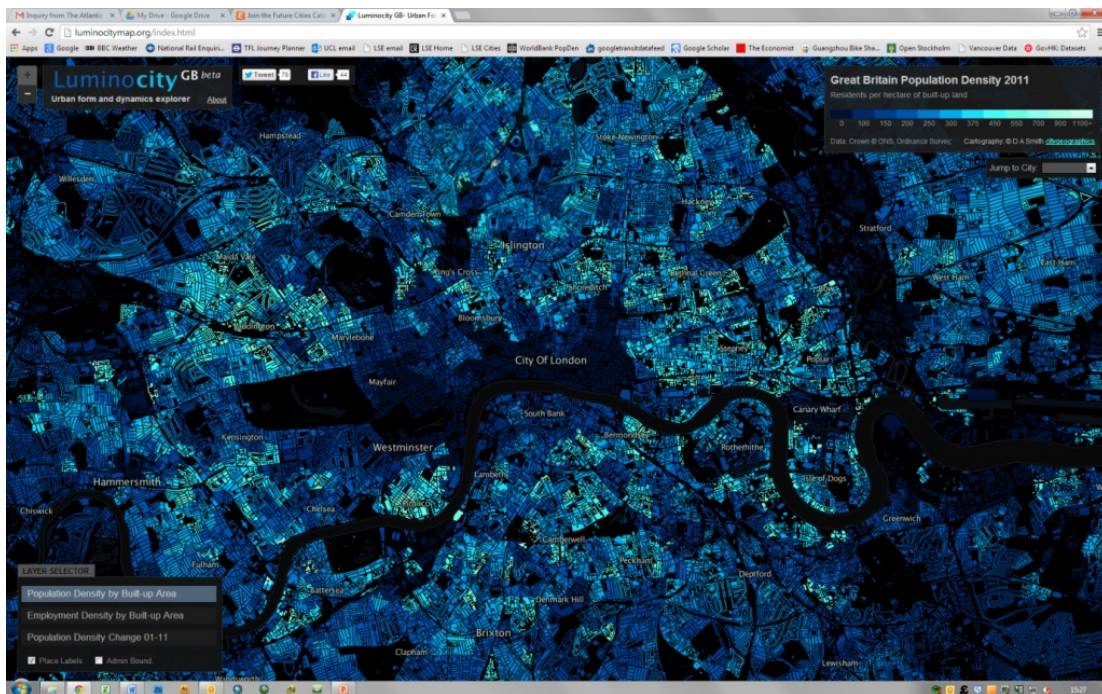 Inquiry from The Atlantic
My Drive - Google Drive
Join the Future Cities Cata
Luminocity GB- Urban For
luminocitymap.org/index.html
Apps Google BBC Weather National Rail Enquiri... TFL Journey Planner UCL email LSE email LSE Home LSE Cities WorldBank PopDen googletransitdatafeed Google Scholar The Economist Guangzhou Bike Sha... Open Stockholm Vancouver Data GovHK: Datasets
Luminocity GB beta
Urban form and dynamics explorer About
Tweet 79 Like 44
Great Britain Population Density 2011
Residents per hectare of built-up land
0 100 150 200 250 300 375 450 550 700 900 1100+
Data: Crown © ONS, Ordnance Survey; Cartography: © D A Smith citygeographics
Jump to City:
Hampstead
Stoke Newington
Willesden
Camden Town
Hackney
Stratford
Islington
Maida Vale
King's Cross
Bethnal Green
West Ham
East Ham
Shoreditch
Bow
Bloomsbury
Paddington
Marylebone
Stepney
City Of London
Poplar
Mayfair
South Bank
Canary Wharf
Kensington
Westminster
Bermondsey
Rotherhithe
Hammersmith
Lambeth
Isle of Dogs
Pimlico
Chiswick
Chelsea
Greenwich
Camberwell
Fulham
Peckham
Deptford
Battersea
Denmark Hill
Brixton
Clapham
Lewisham
Wandsworth
LAYER SELECTOR
Population Density by Built-up Area
Employment Density by Built-up Area
Population Density Change 01-11
Place Labels Admin Bound.
15:27